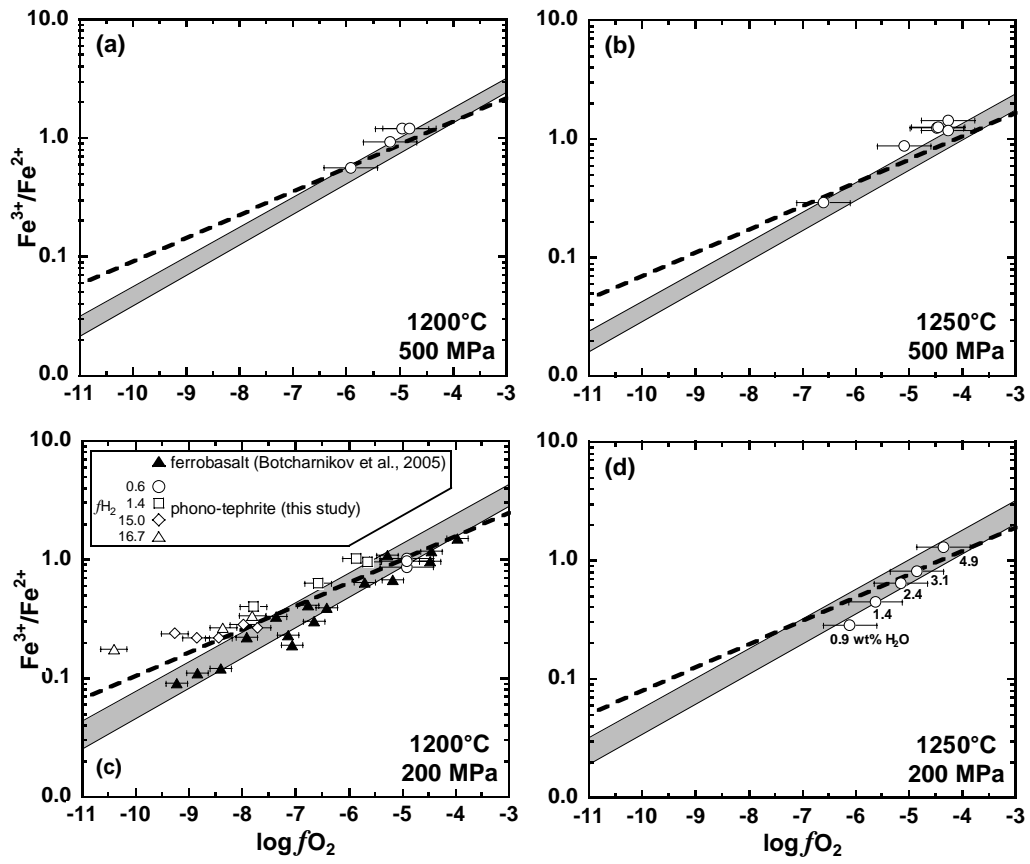 10.0
(a)
1.0
0.1
0.0
Fe³⁺/Fe²⁺
1200°C
500 MPa
-11 -10 -9 -8 -7 -6 -5 -4 -3
10.0
(b)
1.0
0.1
0.0
1250°C
500 MPa
-11 -10 -9 -8 -7 -6 -5 -4 -3
10.0
ferrobasalt (Botcharnikov et al., 2005)
0.6
fH₂ 1.4 phono-tephrite (this study)
15.0
16.7
1.0
0.1
0.0
Fe³⁺/Fe²⁺
(c)
1200°C
200 MPa
-11 -10 -9 -8 -7 -6 -5 -4 -3
log fO₂
10.0
(d)
1.0
0.1
0.0
4.9
3.1
2.4
1.4
0.9 wt% H₂O
1250°C
200 MPa
-11 -10 -9 -8 -7 -6 -5 -4 -3
log fO₂